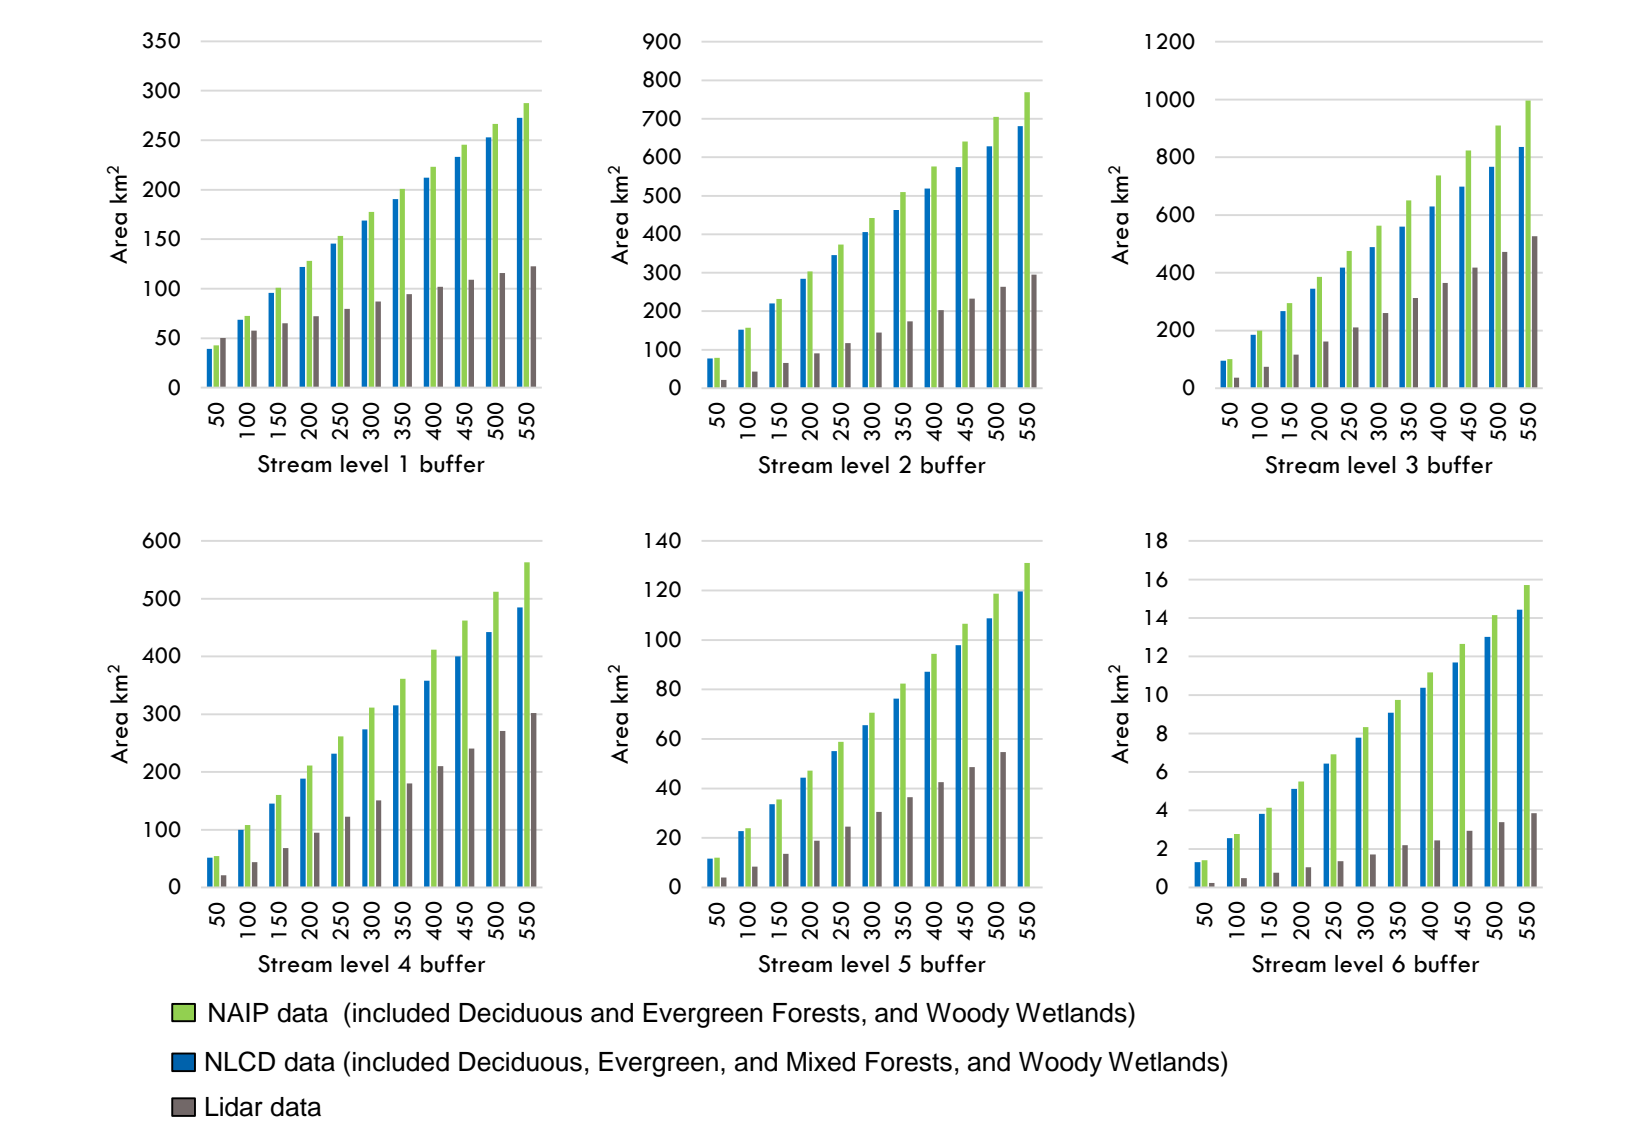 350
300
250
200
150
100
50
0
Area km²
50 100 150 200 250 300 350 400 450 500 550
Stream level 1 buffer
900
800
700
600
500
400
300
200
100
0
Area km²
50 100 150 200 250 300 350 400 450 500 550
Stream level 2 buffer
1200
1000
800
600
400
200
0
Area km²
50 100 150 200 250 300 350 400 450 500 550
Stream level 3 buffer
600
500
400
300
200
100
0
Area km²
50 100 150 200 250 300 350 400 450 500 550
Stream level 4 buffer
140
120
100
80
60
40
20
0
Area km²
50 100 150 200 250 300 350 400 450 500 550
Stream level 5 buffer
18
16
14
12
10
8
6
4
2
0
Area km²
50 100 150 200 250 300 350 400 450 500 550
Stream level 6 buffer
NAIP data (included Deciduous and Evergreen Forests, and Woody Wetlands)
NLCD data (included Deciduous, Evergreen, and Mixed Forests, and Woody Wetlands)
Lidar data